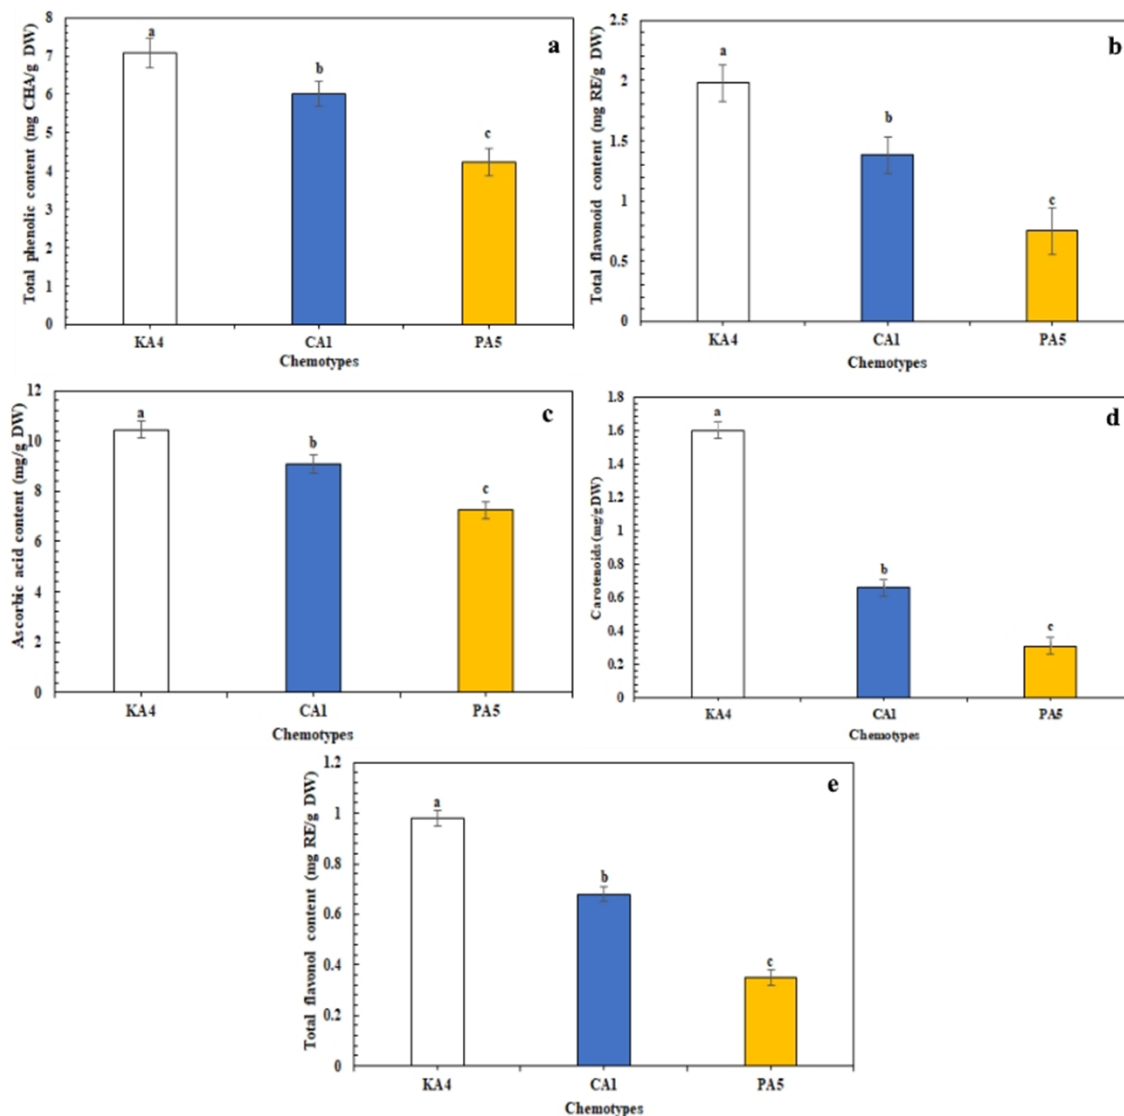 Total phenolic content (mg CHA/g DW)
8
7
6
5
4
3
2
1
0
a
b
c
a
KA4 CA1 PA5
Chemotypes
Total flavonoid content (mg RE/g DW)
2.5
2
1.5
1
0.5
0
a
b
c
b
KA4 CA1 PA5
Chemotypes
Ascorbic acid content (mg/g DW)
12
10
8
6
4
2
0
a
b
c
c
KA4 CA1 PA5
Chemotypes
Carotenoids (mg/g DW)
1.8
1.6
1.4
1.2
1
0.8
0.6
0.4
0.2
0
a
b
c
d
KA4 CA1 PA5
Chemotypes
Total flavonol content (mg RE/g DW)
1.2
1
0.8
0.6
0.4
0.2
0
a
b
c
e
KA4 CA1 PA5
Chemotypes